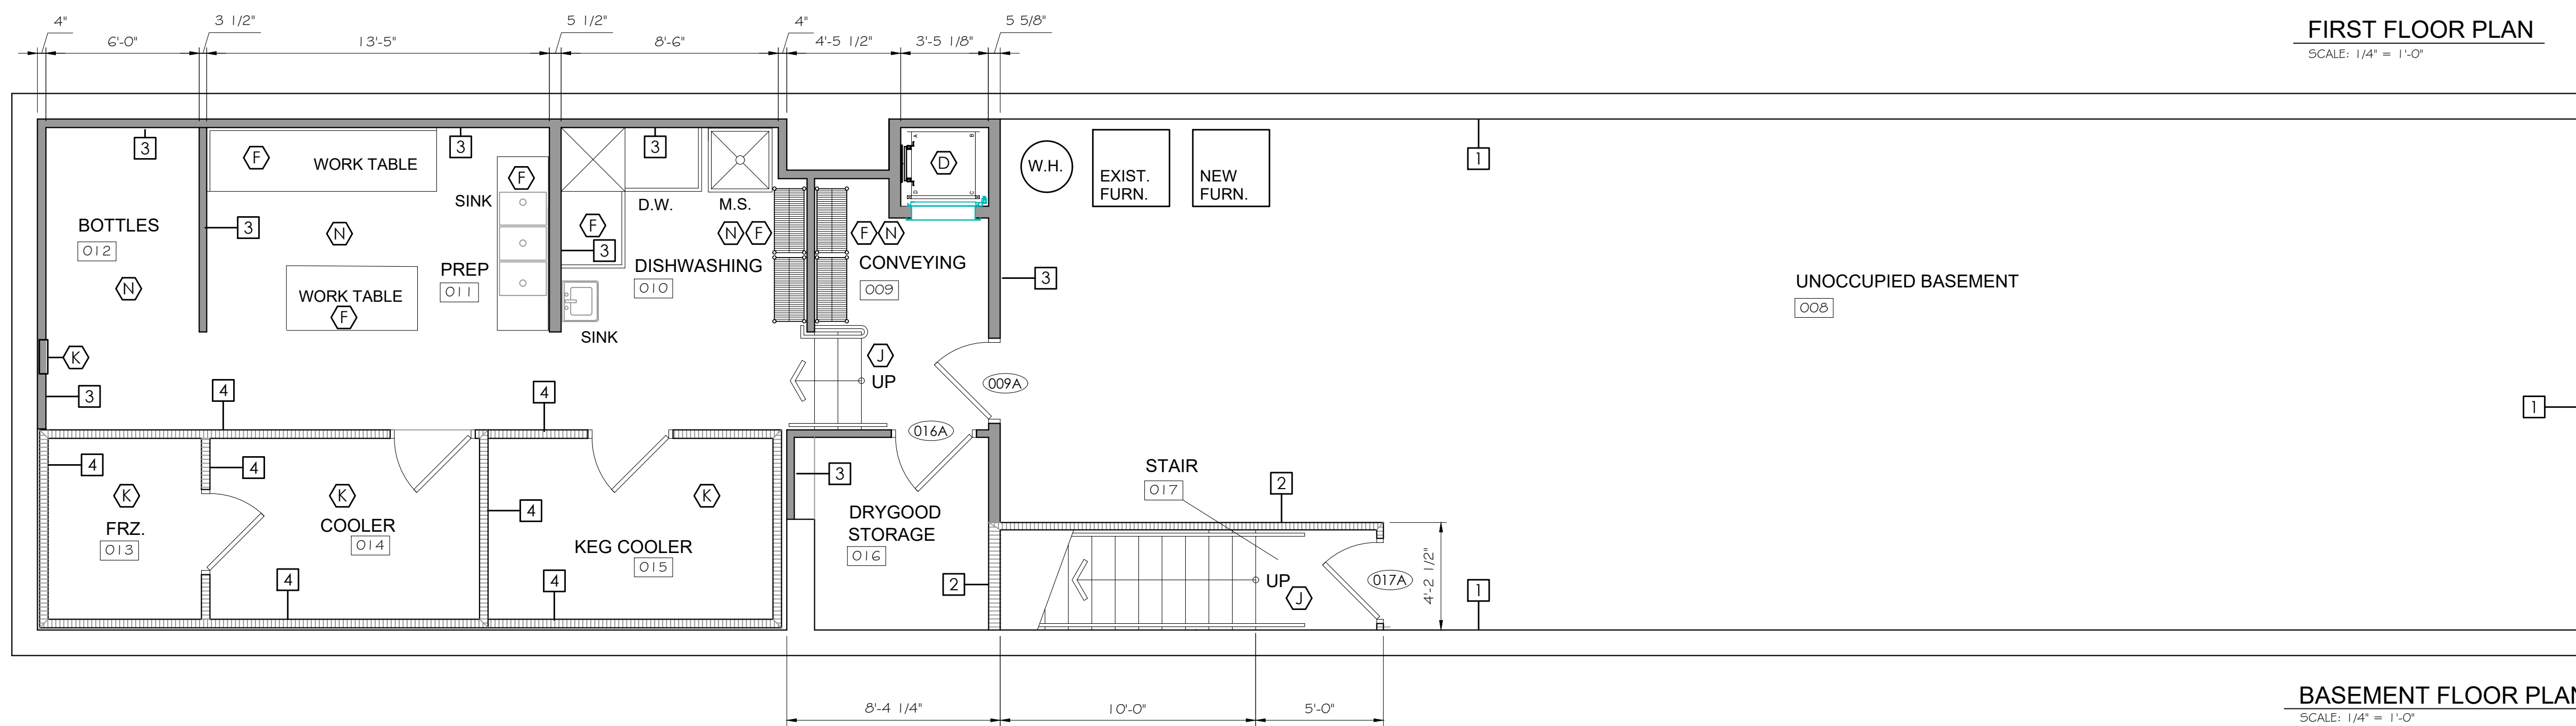 FIRST FLOOR PLAN
SCALE: 1/4" = 1'-0"
4"
3 1/2"
5 1/2"
4"
5 5/8"
6'-0"
13'-5"
8'-6"
4'-5 1/2"
3'-5 1/8"
3
3
3
1
F
WORK TABLE
F
SINK
D.W.
M.S.
A
B
D
D
C
W.H.
EXIST.
FURN.
NEW
FURN.
BOTTLES
012
3
N
F
3
N
F
F
N
PREP
011
DISHWASHING
010
CONVEYING
009
3
UNOCCUPIED BASEMENT
008
N
WORK TABLE
F
SINK
K
J
UP
009A
3
4
4
1
016A
4
4
3
STAIR
017
2
K
FRZ.
013
K
COOLER
014
4
K
KEG COOLER
015
DRYGOOD
STORAGE
016
4
4
2
UP
J
017A
4'-2 1/2"
1
8'-4 1/4"
10'-0"
5'-0"
BASEMENT FLOOR PLAN
SCALE: 1/4" = 1'-0"